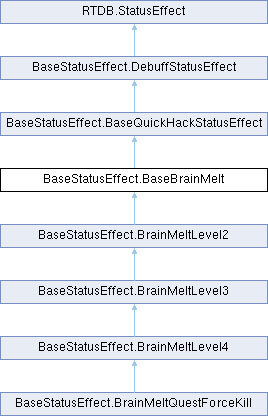 RTDB.StatusEffect
BaseStatusEffect.DebuffStatusEffect
BaseStatusEffect.BaseQuickHackStatusEffect
BaseStatusEffect.BaseBrainMelt
BaseStatusEffect.BrainMeltLevel2
BaseStatusEffect.BrainMeltLevel3
BaseStatusEffect.BrainMeltLevel4
BaseStatusEffect.BrainMeltQuestForceKill